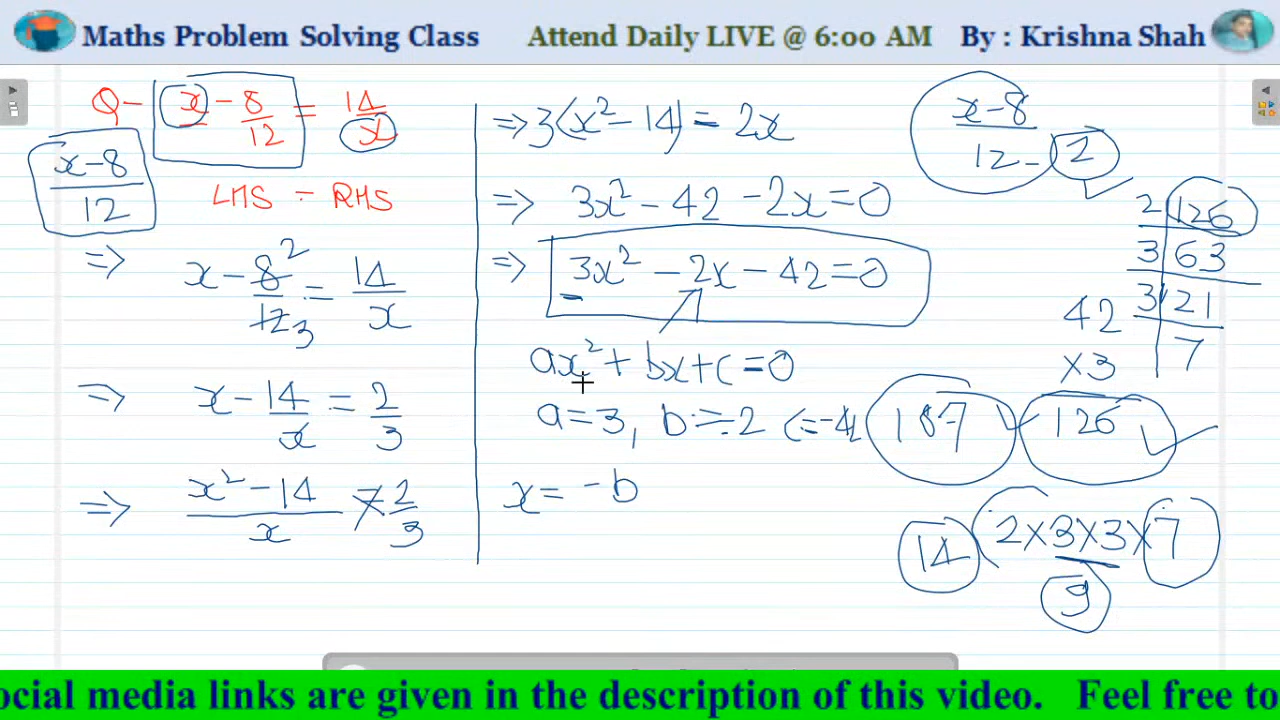 Maths Problem Solving Class Attend Daily LIVE @ 6:00 AM By : Krishna Shah
Q- x - 8/12 = 14/x
x-8/12
LHS = RHS
⇒ x - 8/12 = 14/x
2
3
⇒ x - 14/x = 2/3
⇒ x² - 14/x = 2/3
⇒ 3(x² - 14) = 2x
⇒ 3x² - 42 - 2x = 0
⇒ 3x² - 2x - 42 = 0
ax² + bx + c = 0
a = 3, b = -2 c = -4
x = -b
x-8
12 - 2
2 126
3 63
3 21
7
42
×3
126
187
2×3×3×7
14
9
ocial media links are given in the description of this video. Feel free to